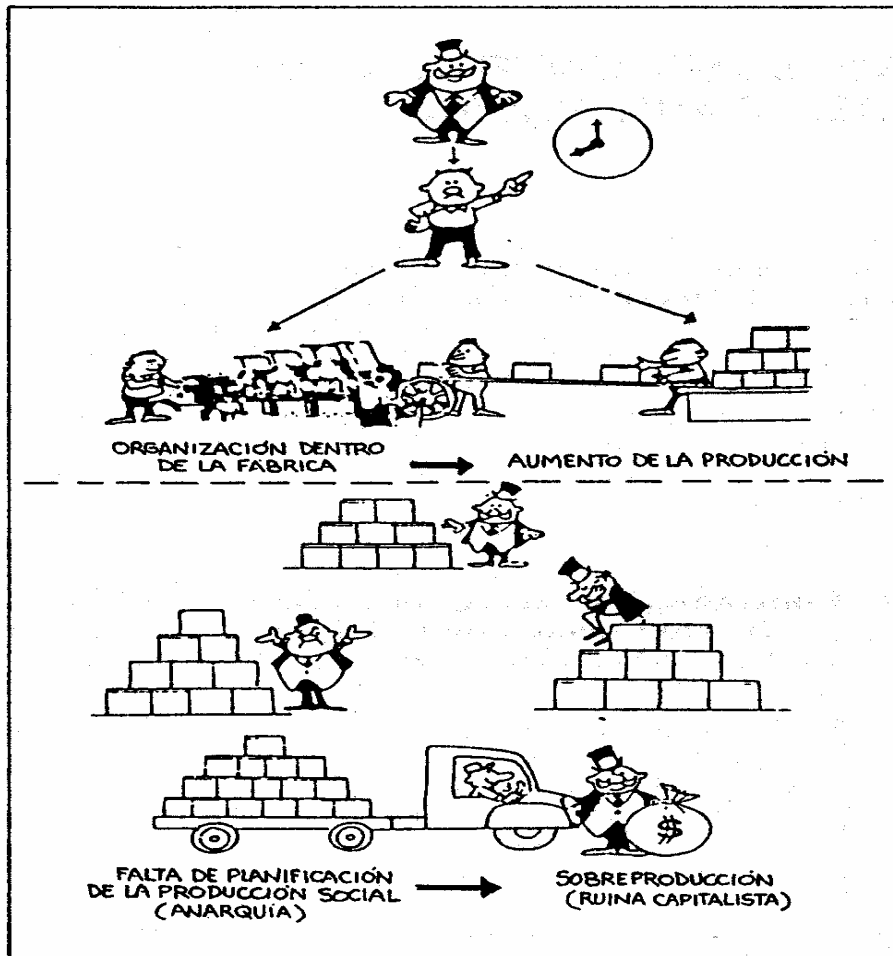 ORGANIZACIÓN DENTRO
DE LA FÁBRICA
AUMENTO DE LA PRODUCCIÓN
$
FALTA DE PLANIFICACIÓN
DE LA PRODUCCIÓN SOCIAL
(ANARQUÍA)
SOBREPRODUCCIÓN
(RUINA CAPITALISTA)